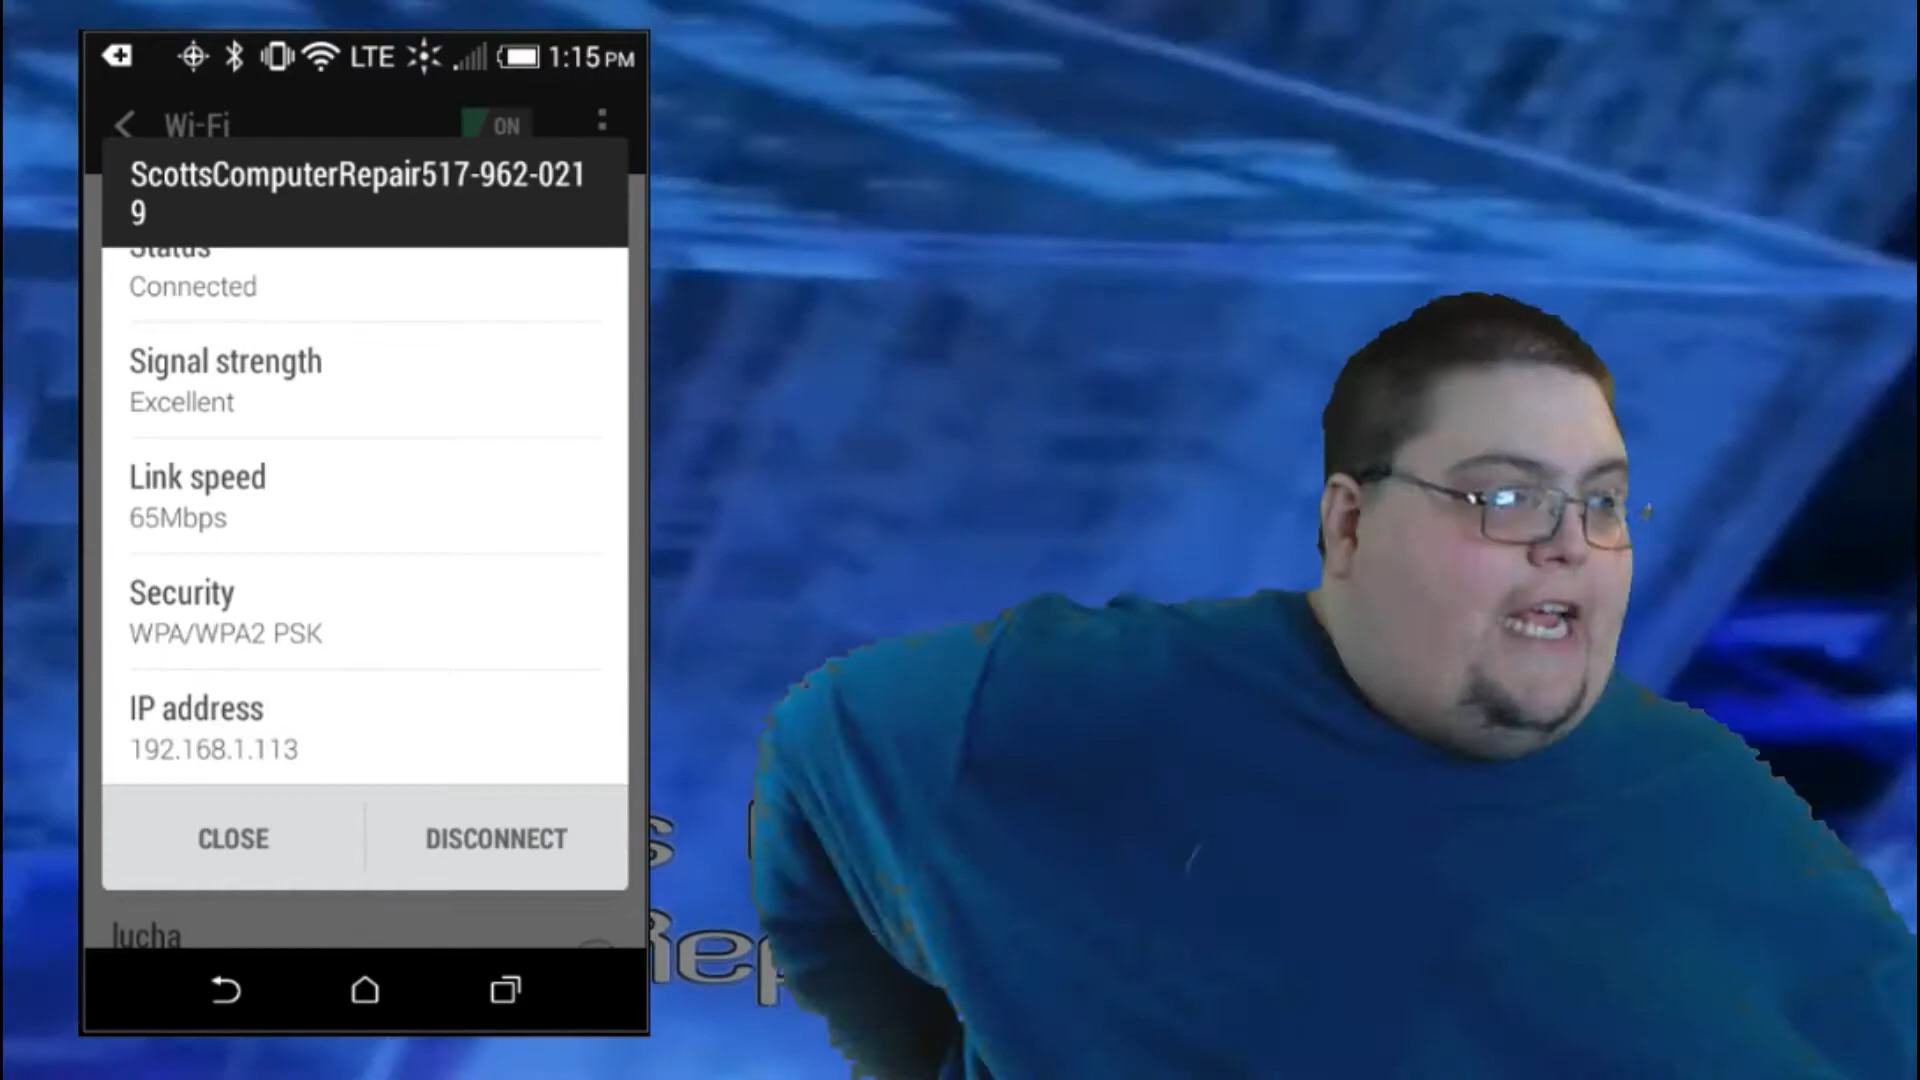 LTE 1:15 PM
Wi-Fi ON
ScottsComputerRepair517-962-021
9
Status
Connected
Signal strength
Excellent
Link speed
65Mbps
Security
WPA/WPA2 PSK
IP address
192.168.1.113
CLOSE DISCONNECT
lucha